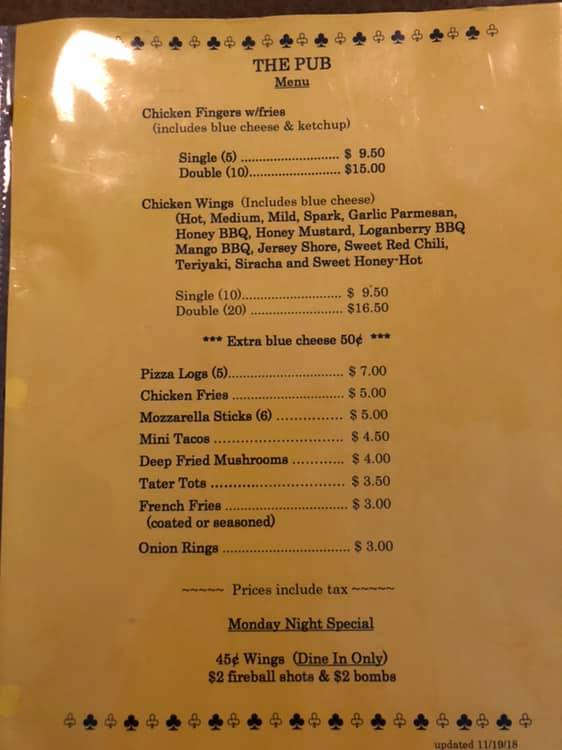 THE PUB
Menu
Chicken Fingers w/fries
(includes blue cheese & ketchup)
Single (5) ............................ $ 9.50
Double (10).......................... $15.00
Chicken Wings (Includes blue cheese)
(Hot, Medium, Mild, Spark, Garlic Parmesan,
Honey BBQ, Honey Mustard, Loganberry BBQ
Mango BBQ, Jersey Shore, Sweet Red Chili,
Teriyaki, Siracha and Sweet Honey-Hot
Single (10)............................ $ 9.50
Double (20) .......................... $16.50
*** Extra blue cheese 50¢ ***
Pizza Logs (5)................................ $ 7.00
Chicken Fries ................................ $ 5.00
Mozzarella Sticks (6) .................. $ 5.00
Mini Tacos .................................... $ 4.50
Deep Fried Mushrooms .............. $ 4.00
Tater Tots ...................................... $ 3.50
French Fries .................................. $ 3.00
(coated or seasoned)
Onion Rings .................................... $ 3.00
~~~~~ Prices include tax ~~~~~
Monday Night Special
45¢ Wings (Dine In Only)
$2 fireball shots & $2 bombs
updated 11/19/18